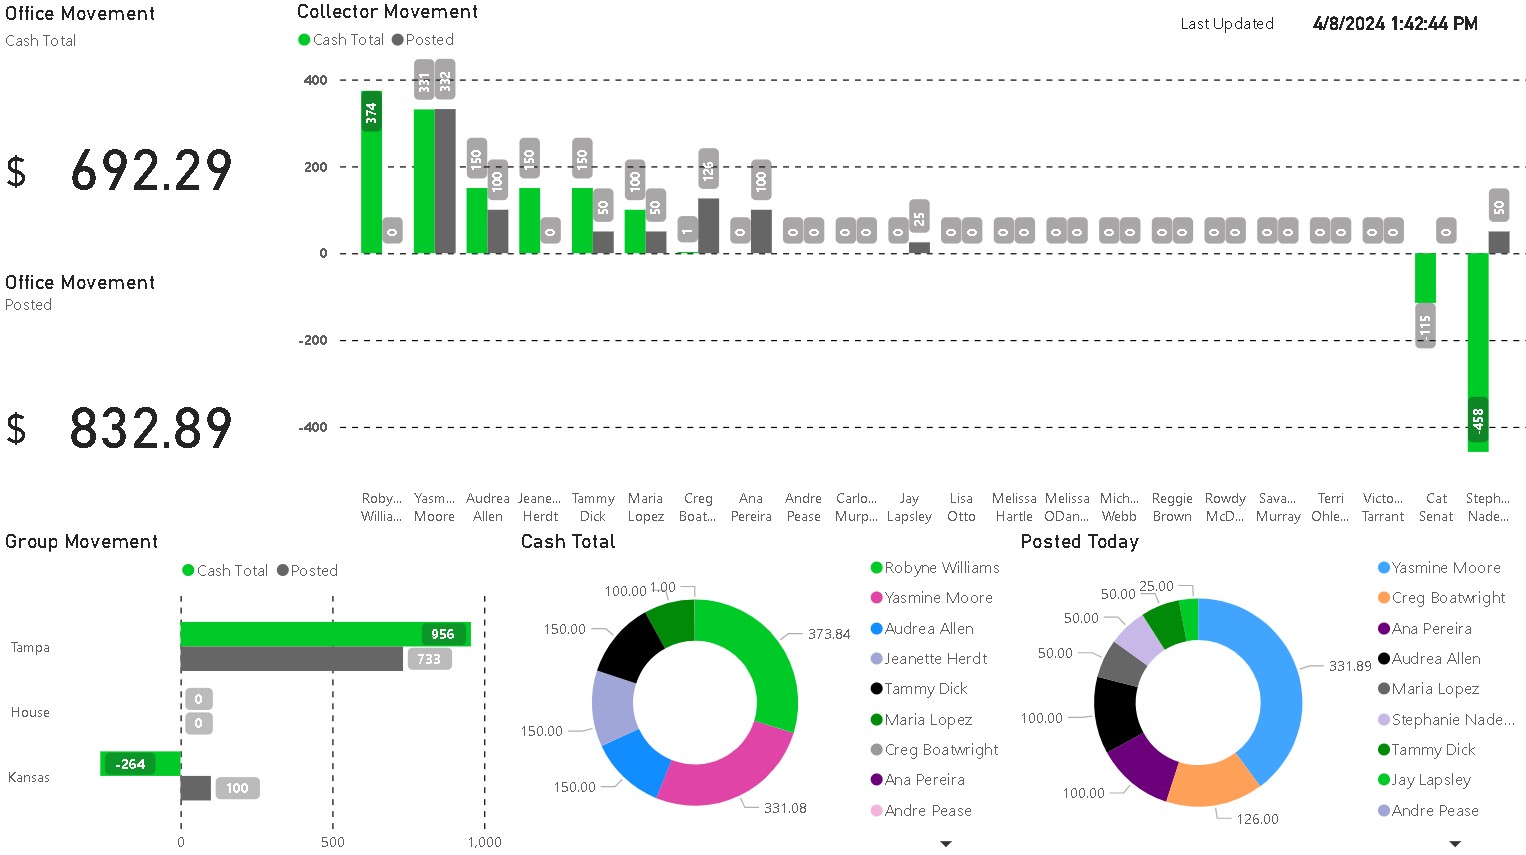 Office Movement
Cash Total
$ 692.29
Office Movement
Posted
$ 832.89
Collector Movement
Cash Total Posted
Last Updated 4/8/2024 1:42:44 PM
400
200
0
-200
-400
374 0
331 332
150 100
150 0
150 50
100 50
1 126
0 100
0 0
0 0
0 25
0 0
0 0
0 0
0 0
0 0
0 0
0 0
0 0
0 0
-115 0
-458 50
Roby... Willia...
Yasm... Moore
Audrea Allen
Jeane... Herdt
Tammy Dick
Maria Lopez
Creg Boat...
Ana Pereira
Andre Pease
Carlo... Murp...
Jay Lapsley
Lisa Otto
Melissa Hartle
Melissa ODan...
Mich... Webb
Reggie Brown
Rowdy McD...
Sava... Murray
Terri Ohle...
Victo... Tarrant
Cat Senat
Steph... Nade...
Group Movement
Cash Total Posted
Tampa
956
733
House
0
0
Kansas
-264
100
0 500 1,000
Cash Total
373.84
331.08
150.00
150.00
150.00
100.00
1.00
Robyne Williams
Yasmine Moore
Audrea Allen
Jeanette Herdt
Tammy Dick
Maria Lopez
Creg Boatwright
Ana Pereira
Andre Pease
Posted Today
331.89
126.00
100.00
100.00
50.00
50.00
50.00
25.00
Yasmine Moore
Creg Boatwright
Ana Pereira
Audrea Allen
Maria Lopez
Stephanie Nade...
Tammy Dick
Jay Lapsley
Andre Pease